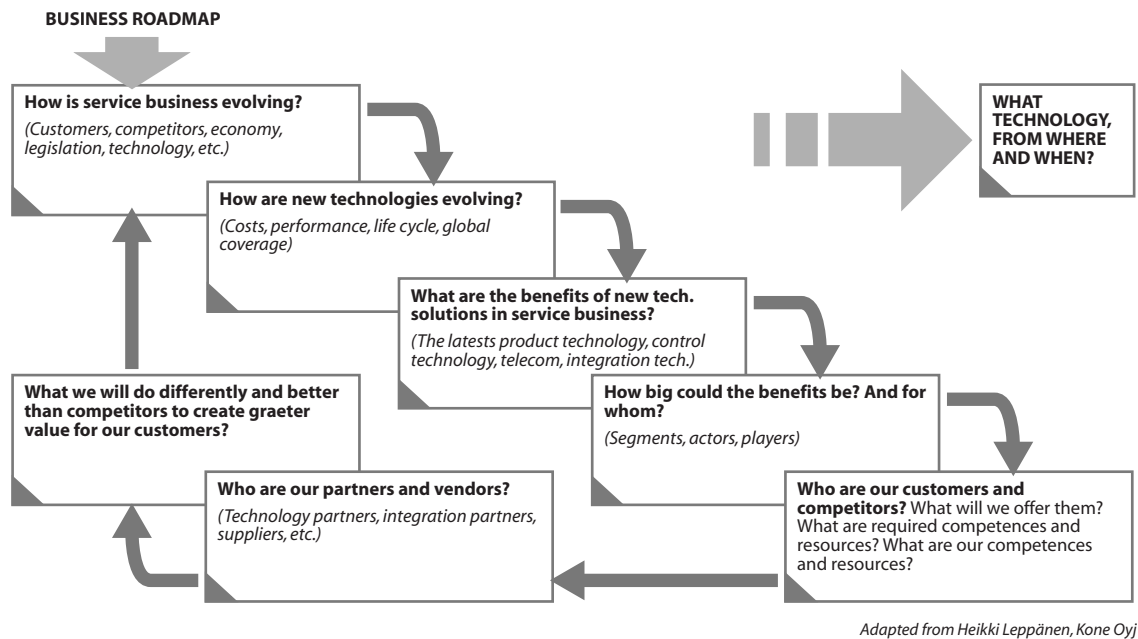 BUSINESS ROADMAP
How is service business evolving?
(Customers, competitors, economy,
legislation, technology, etc.)
WHAT
TECHNOLOGY,
FROM WHERE
AND WHEN?
How are new technologies evolving?
(Costs, performance, life cycle, global
coverage)
What are the benefits of new tech.
solutions in service business?
(The latests product technology, control
technology, telecom, integration tech.)
How big could the benefits be? And for
whom?
(Segments, actors, players)
Who are our customers and
competitors? What will we offer them?
What are required competences and
resources? What are our competences
and resources?
Who are our partners and vendors?
(Technology partners, integration partners,
suppliers, etc.)
What we will do differently and better
than competitors to create graeter
value for our customers?
Adapted from Heikki Leppänen, Kone Oyj